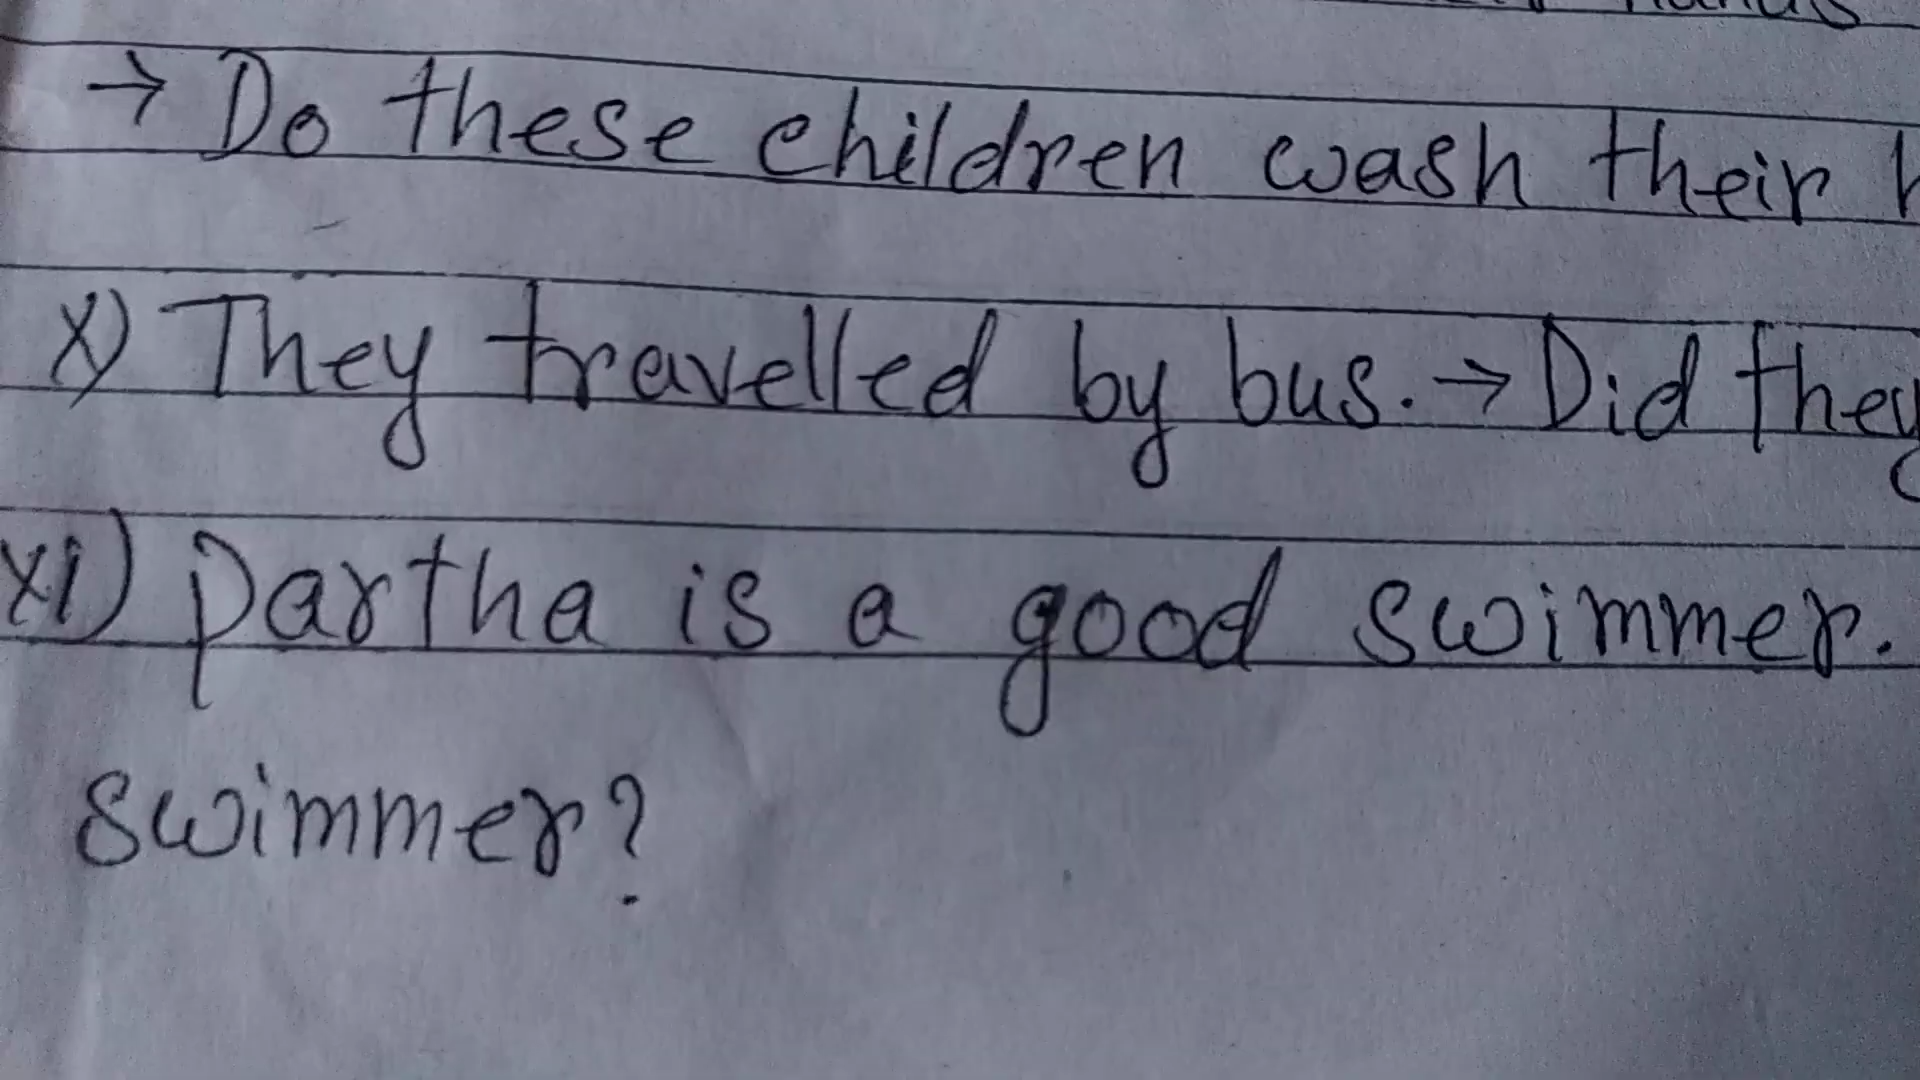 → Do these children wash their
x) They travelled by bus. → Did they
xi) Partha is a good swimmer.
swimmer?